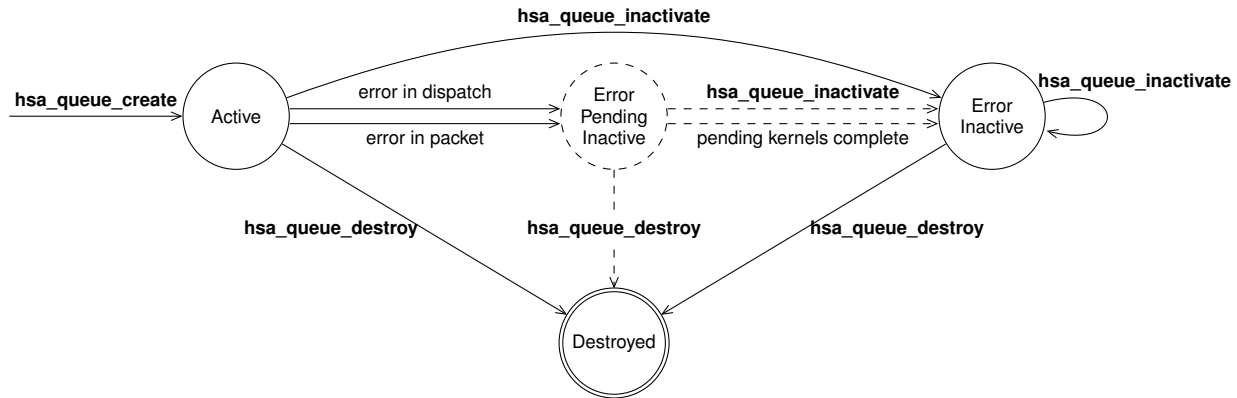 hsa_queue_inactivate
hsa_queue_create
Active
error in dispatch
error in packet
Error
Pending
Inactive
hsa_queue_inactivate
pending kernels complete
Error
Inactive
hsa_queue_inactivate
hsa_queue_destroy
hsa_queue_destroy
hsa_queue_destroy
Destroyed